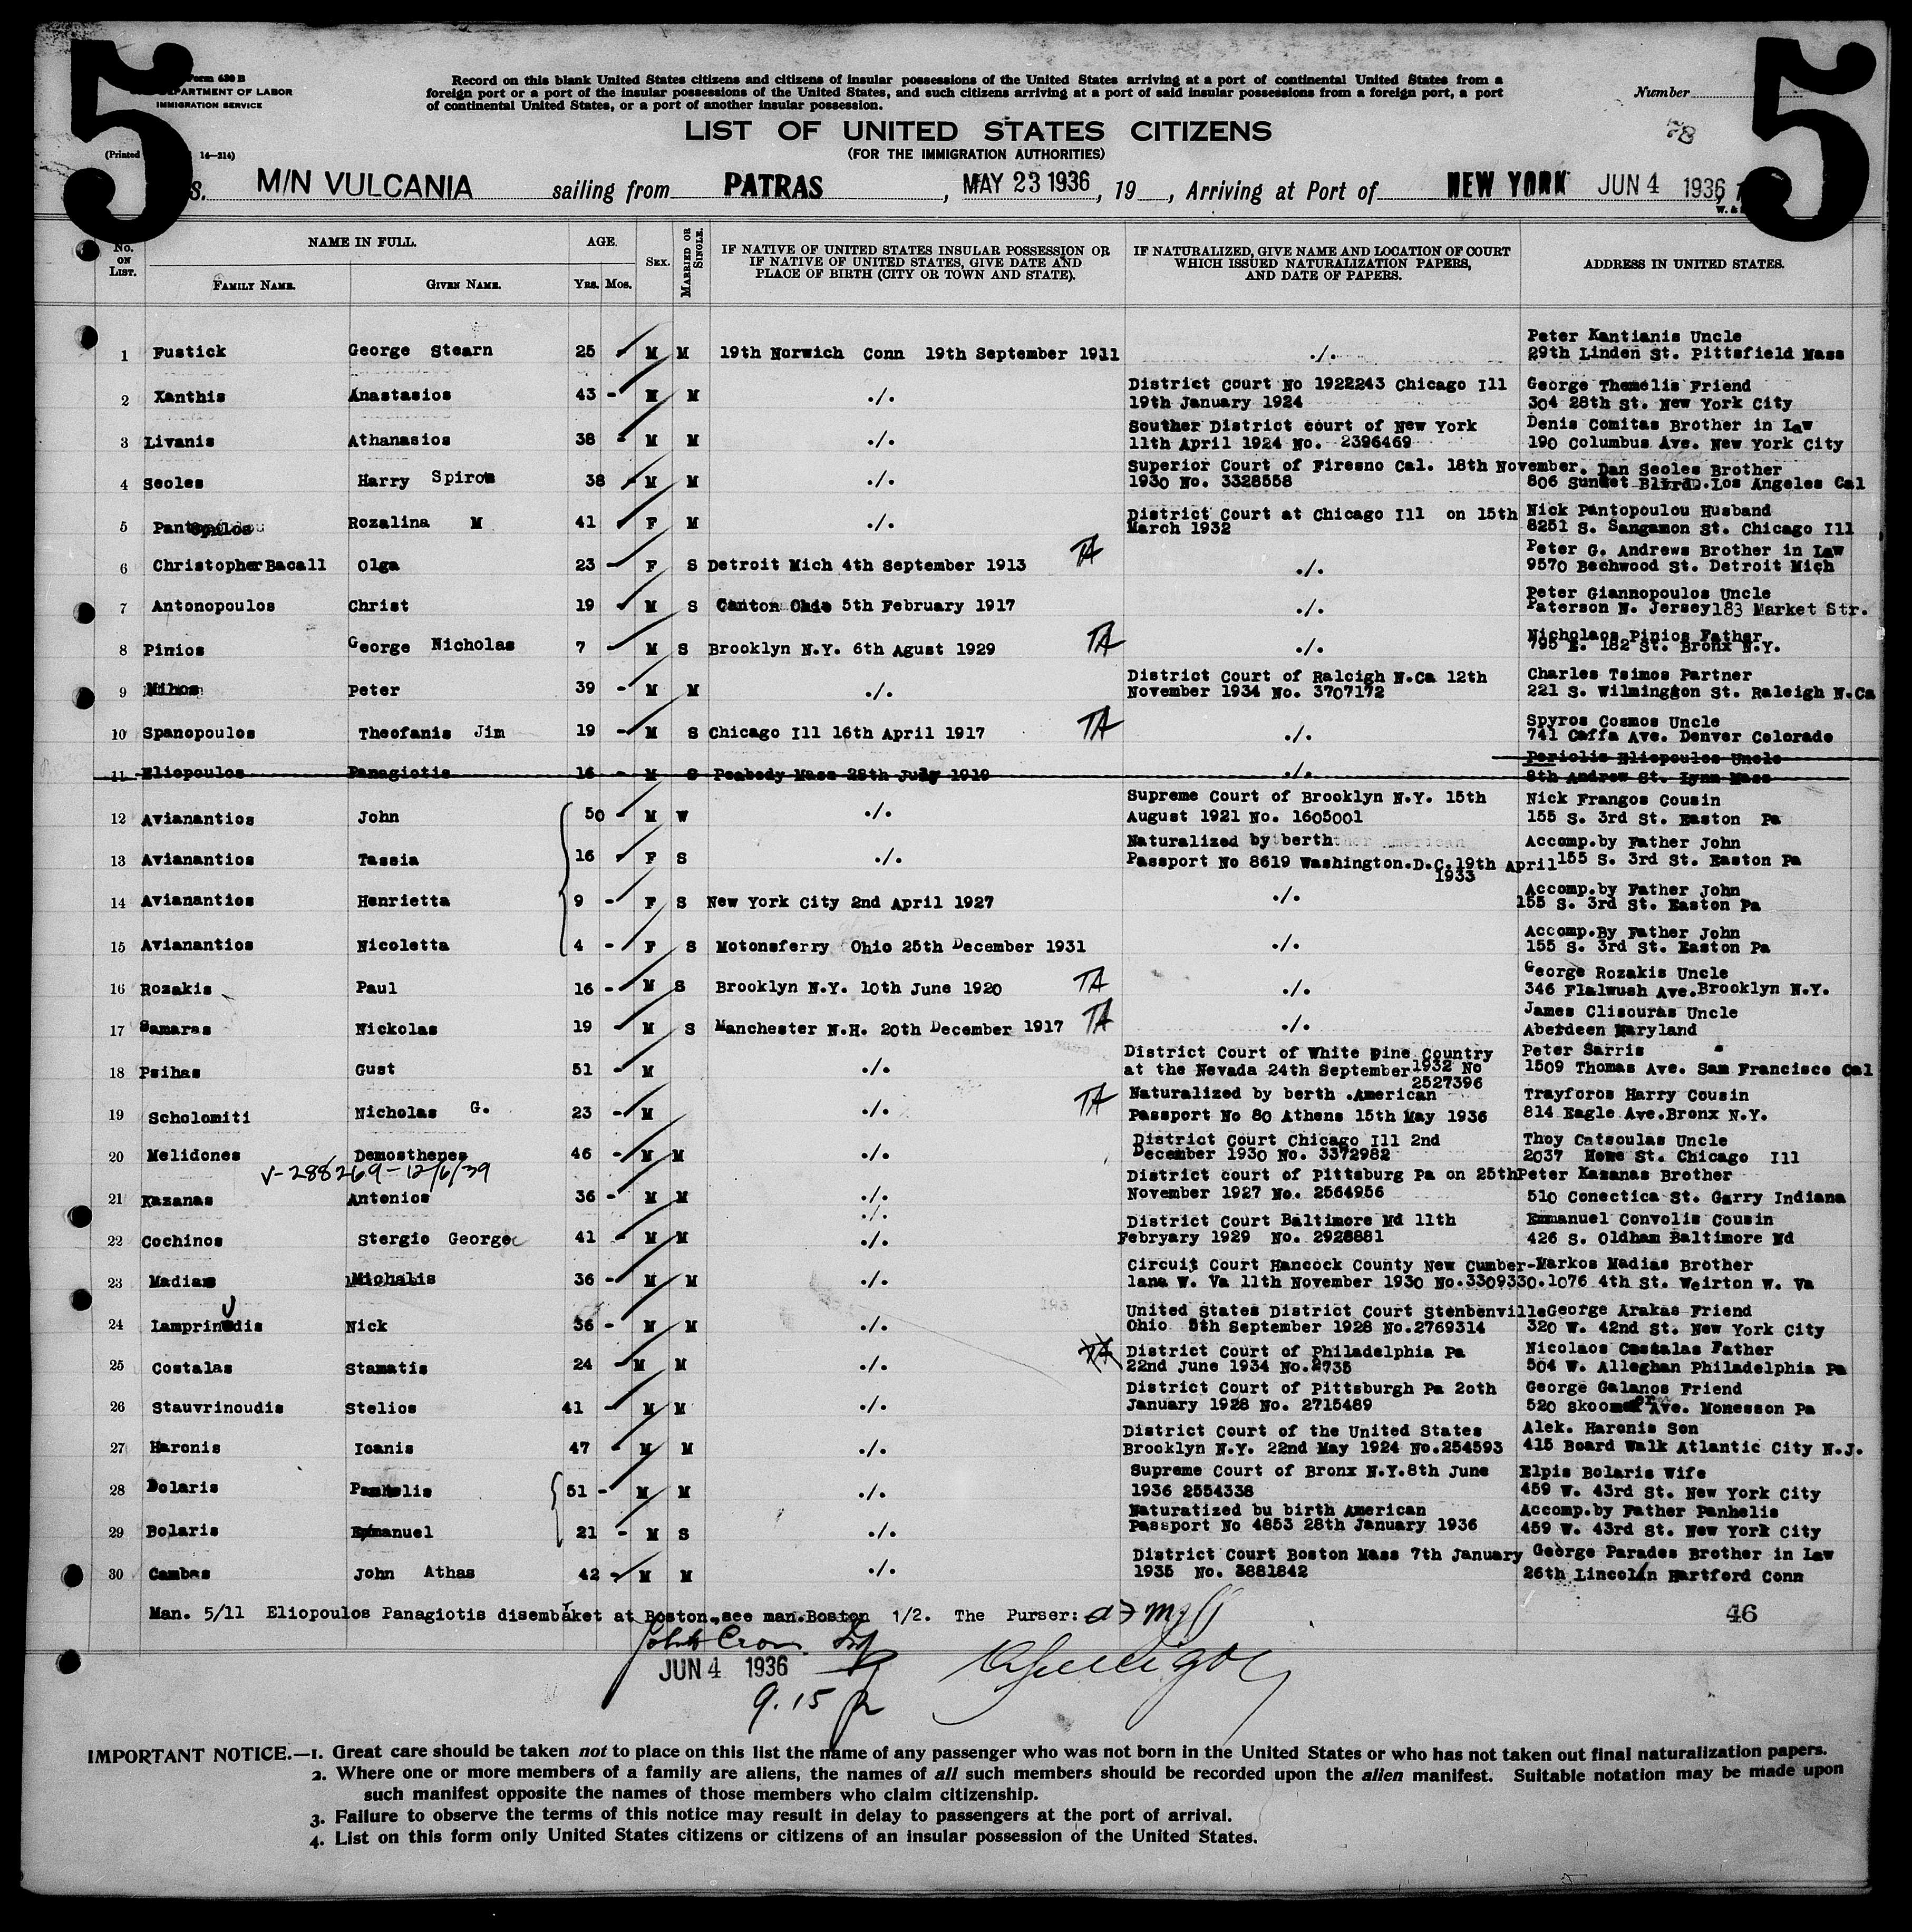 5
5
Form 630 B
DEPARTMENT OF LABOR
IMMIGRATION SERVICE
(Printed
14—214)
Record on this blank United States citizens and citizens of insular possessions of the United States arriving at a port of continental United States from a
foreign port or a port of the insular possessions of the United States, and such citizens arriving at a port of said insular possessions from a foreign port, a port
of continental United States, or a port of another insular possession.
Number
LIST OF UNITED STATES CITIZENS
(FOR THE IMMIGRATION AUTHORITIES)
S. M/N VULCANIA sailing from PATRAS, MAY 23 1936, 19__, Arriving at Port of NEW YORK JUN 4 1936
No. ON LIST. NAME IN FULL. AGE. SEX. MARRIED OR SINGLE. IF NATIVE OF UNITED STATES INSULAR POSSESSION OR IF NATIVE OF UNITED STATES, GIVE DATE AND PLACE OF BIRTH (CITY OR TOWN AND STATE). IF NATURALIZED, GIVE NAME AND LOCATION OF COURT WHICH ISSUED NATURALIZATION PAPERS, AND DATE OF PAPERS. ADDRESS IN UNITED STATES.
FAMILY NAME. GIVEN NAME. YRS. MOS.
1 Fustick George Stearn 25 M M 19th Norwich Conn 19th September 1911 ./. Peter Kantianis Uncle
29th Linden St. Pittsfield Mass
2 Xanthis Anastasios 43 - M M ./. District Court No 1922243 Chicago Ill George Themelis Friend
19th January 1924 304 28th St. New York City
3 Livanis Athanasios 38 - M M ./. Souther District court of New York Denis Comitas Brother in Law
11th April 1924 No. 2396469 190 Columbus Ave. New York City
4 Seoles Harry Spiros 38 M M ./. Superior Court of Firesno Cal. 18th November. Dan Seoles Brother
1930 No. 3328558 806 Sunset Blvrd..Los Angeles Cal
5 Rozalina M 41 F M ./. District Court at Chicago Ill on 15th Nick Pantopoulou Husband
March 1932 8251 S. Sangamon St. Chicago Ill
6 Christopher Bacall Olga 23 - F S Detroit Mich 4th September 1913 TA ./. Peter G. Andrews Brother in Law
9570 Bechwood St. Detroit Mich
7 Antonopoulos Christ 19 M S Canton Ohio 5th February 1917 ./. Peter Giannopoulos Uncle
Paterson N. Jersey 183 Market Str.
8 Pinios George Nicholas 7 M S Brooklyn N.Y. 6th Agust 1929 TA ./. Nicholaos Pinios Father
795 E. 182 St. Bronx N.Y.
9 Mihos Peter 39 - M M ./. District Court of Raleigh N.Ca 12th Charles Tsimos Partner
November 1934 No. 3707172 221 S. Wilmington St. Raleigh N.Ca
10 Spanopoulos Theofanis Jim 19 - M S Chicago Ill 16th April 1917 TA ./. Spyros Cosmos Uncle
741 Caffa Ave. Denver Colorado
11 Eliopoulos Panagiotis 16 - M S Peabody Mass 28th July 1919 ./. Periclis Eliopoulos Uncle
8th Andrew St. Lynn Mass
12 Avianantios John 50 - M W ./. Supreme Court of Brooklyn N.Y. 15th Nick Frangos Cousin
August 1921 No. 1605001 155 S. 3rd St. Easton Pa
13 Avianantios Tassia 16 F S ./. Naturalized by berth Accomp.by Father John
Passport No 8619 Washington.D.C.19th April 155 S. 3rd St. Easton Pa
1933
14 Avianantios Henrietta 9 - F S New York City 2nd April 1927 ./. Accomp.by Father John
155 S. 3rd St. Easton Pa
15 Avianantios Nicoletta 4 - F S Motonsferry Ohio 25th December 1931 ./. Accomp.By Father John
155 S. 3rd St. Easton Pa
16 Rozakis Paul 16 - M S Brooklyn N.Y. 10th June 1920 TA ./. George Rozakis Uncle
346 Flalwush Ave.Brooklyn N.Y.
17 Samaras Nickolas 19 M S Manchester N.H. 20th December 1917 TA ./. James Clisouras Uncle
Aberdeen Maryland
18 Psihas Gust 51 - M ./. District Court of White Pine Country Peter Sarris
at the Nevada 24th September 1932 No 1509 Thomas Ave. San Francisco Cal
2527396
19 Scholomiti Nicholas G. 23 - M ./. TA Naturalized by berth .American Trayforos Harry Cousin
Passport No 80 Athens 15th May 1936 814 Eagle Ave.Bronx N.Y.
20 Melidones Demosthenes 46 - M M ./. District Court Chicago Ill 2nd Thoy Catsoulas Uncle
December 1930 No. 3372982 2037 Howe St. Chicago Ill
V-288269-12/6/39
21 Kazanas Antonios 36 - M M ./. District court of Pittsburg Pa on 25th Peter Kazanas Brother
November 1927 No. 2564956 510 Conectica St. Garry Indiana
./.
22 Cochinos Stergio George 41 M M ./. District Court Baltimore Md 11th Emmanuel Convolis Cousin
Febryary 1929 No. 2928881 426 S. Oldham Baltimore Md
23 Madias Michalis 36 - M M ./. Circuit Court Hancock County New Cumber- Markos Madias Brother
lana W. Va 11th November 1930 No.3309330. 1076 4th St. Weirton W. Va
24 Nick 36 - M M ./. United States District Court Stenbenville George Arakas Friend
Ohio 5th September 1928 No.2769314 320 W. 42nd St. New York City
25 Costalas Stamatis 24 M M ./. District Court of Philadelphia Pa Nicolaos Costalas Father
22nd June 1934 No.2735 504 W. Alleghan Philadelphia Pa
26 Stauvrinoudis Stelios 41 M M ./. District Court of Pittsburgh Pa 20th George Galanos Friend
January 1928 No. 2715489 520 Ave. Monesson Pa
27 Haronis Ioanis 47 - M M ./. District Court of the United States Alek. Haronis Son
Brooklyn N.Y. 22nd May 1924 No.254593 415 Board Walk Atlantic City N.J.
28 Bolaris 51 - M M ./. Supreme Court of Bronx N.Y.8th June Elpis Bolaris Wife
1936 2554338 459 W. 43rd St. New York City
29 Bolaris Emmanuel 21 - M S ./. Naturatized bu birth American Accomp.by Father Panhelis
Passport No 4853 28th January 1936 459 W. 43rd St. New York City
30 Cambas John Athas 42 - M M ./. District Court Boston Mass 7th January George Parades Brother in Law
1935 No. 3881842 26th Lincoln Hartford Conn
Man. 5/11 Eliopoulos Panagiotis disembaket at Boston,see man.Boston 1/2. The Purser:
46
JUN 4 1936
9.15
IMPORTANT NOTICE.—1. Great care should be taken not to place on this list the name of any passenger who was not born in the United States or who has not taken out final naturalization papers.
2. Where one or more members of a family are aliens, the names of all such members should be recorded upon the alien manifest. Suitable notation may be made upon
such manifest opposite the names of those members who claim citizenship.
3. Failure to observe the terms of this notice may result in delay to passengers at the port of arrival.
4. List on this form only United States citizens or citizens of an insular possession of the United States.